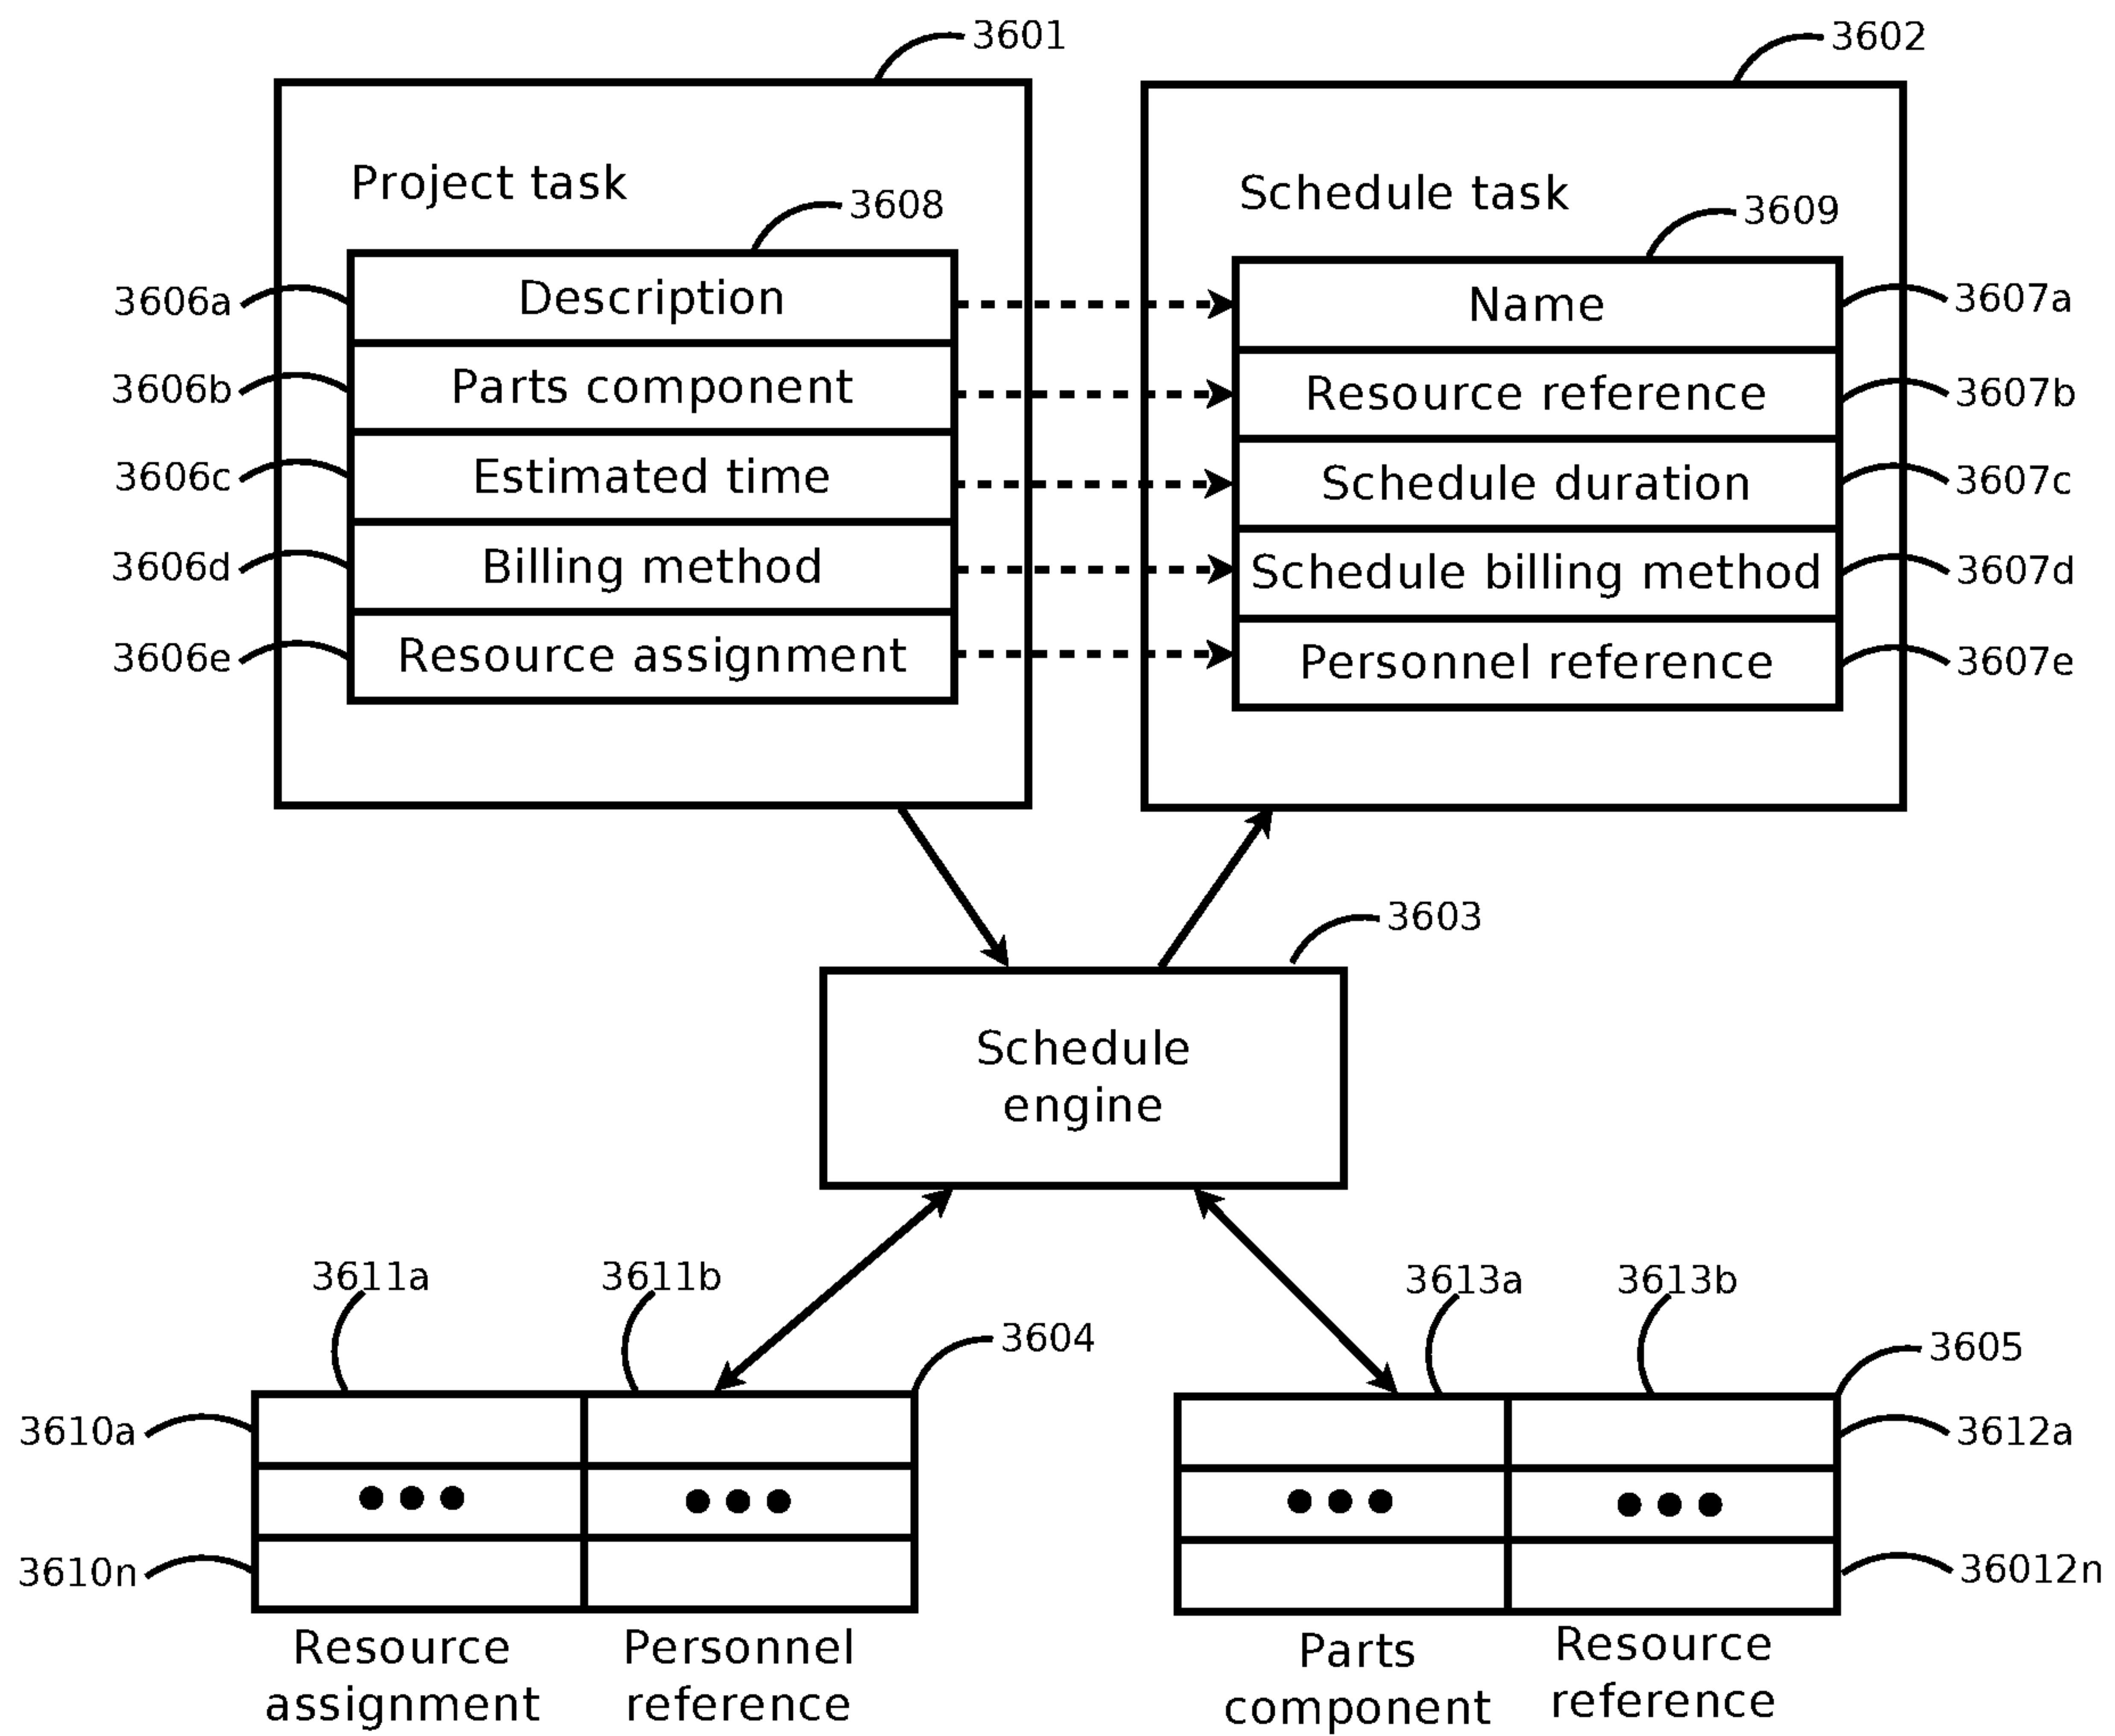 3601
3602
Project task
3608
Schedule task
3609
3606a
Description
Name
3607a
3606b
Parts component
Resource reference
3607b
3606c
Estimated time
Schedule duration
3607c
3606d
Billing method
Schedule billing method
3607d
3606e
Resource assignment
Personnel reference
3607e
3603
Schedule
engine
3611a
3611b
3604
3613a
3613b
3605
3610a
3612a
3610n
36012n
Resource
assignment
Personnel
reference
Parts
component
Resource
reference